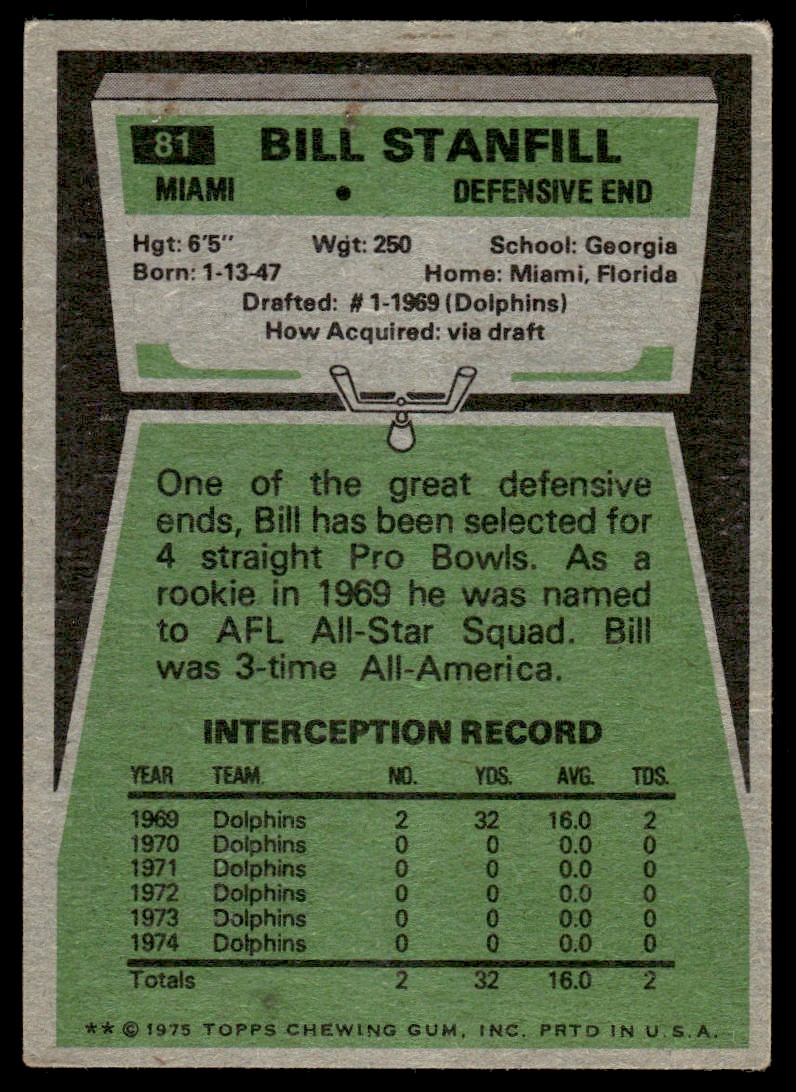 81 BILL STANFILL
MIAMI • DEFENSIVE END
Hgt: 6'5" Wgt: 250 School: Georgia
Born: 1-13-47 Home: Miami, Florida
Drafted: #1-1969 (Dolphins)
How Acquired: via draft
One of the great defensive
ends, Bill has been selected for
4 straight Pro Bowls. As a
rookie in 1969 he was named
to AFL All-Star Squad. Bill
was 3-time All-America.
INTERCEPTION RECORD
YEAR TEAM NO. YDS. AVG. TDS.
1969 Dolphins 2 32 16.0 2
1970 Dolphins 0 0 0.0 0
1971 Dolphins 0 0 0.0 0
1972 Dolphins 0 0 0.0 0
1973 Dolphins 0 0 0.0 0
1974 Dolphins 0 0 0.0 0
Totals 2 32 16.0 2
** © 1975 TOPPS CHEWING GUM, INC. PRTD IN U.S.A.